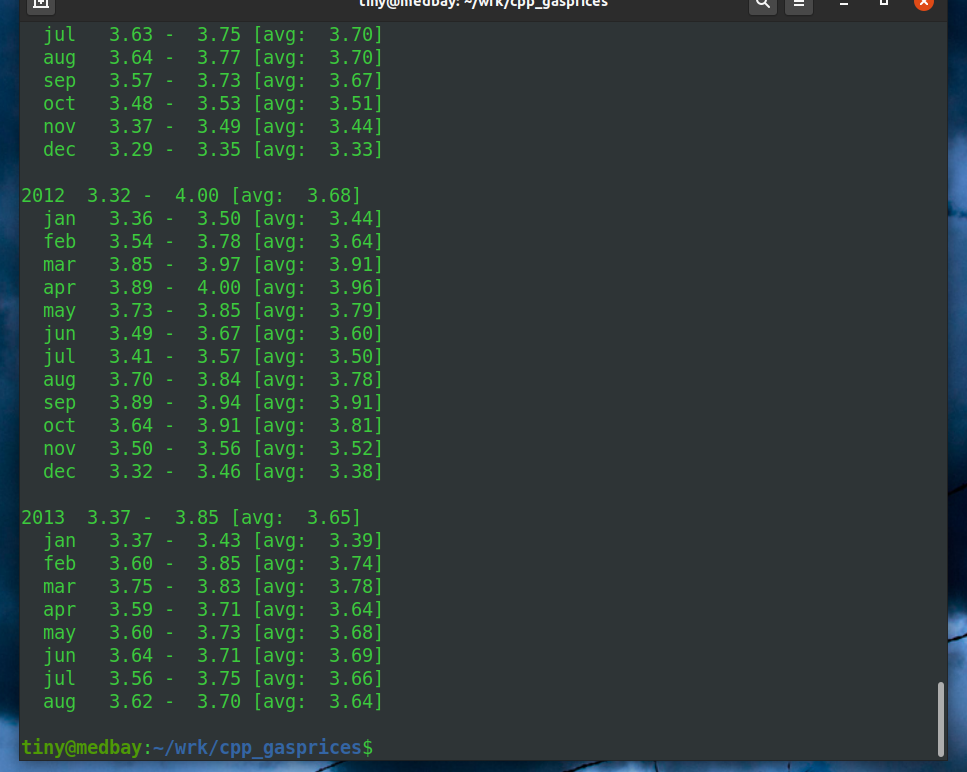 tiny@medbay: ~/wrk/cpp_gasprices
jul 3.63 - 3.75 [avg: 3.70]
aug 3.64 - 3.77 [avg: 3.70]
sep 3.57 - 3.73 [avg: 3.67]
oct 3.48 - 3.53 [avg: 3.51]
nov 3.37 - 3.49 [avg: 3.44]
dec 3.29 - 3.35 [avg: 3.33]
2012 3.32 - 4.00 [avg: 3.68]
jan 3.36 - 3.50 [avg: 3.44]
feb 3.54 - 3.78 [avg: 3.64]
mar 3.85 - 3.97 [avg: 3.91]
apr 3.89 - 4.00 [avg: 3.96]
may 3.73 - 3.85 [avg: 3.79]
jun 3.49 - 3.67 [avg: 3.60]
jul 3.41 - 3.57 [avg: 3.50]
aug 3.70 - 3.84 [avg: 3.78]
sep 3.89 - 3.94 [avg: 3.91]
oct 3.64 - 3.91 [avg: 3.81]
nov 3.50 - 3.56 [avg: 3.52]
dec 3.32 - 3.46 [avg: 3.38]
2013 3.37 - 3.85 [avg: 3.65]
jan 3.37 - 3.43 [avg: 3.39]
feb 3.60 - 3.85 [avg: 3.74]
mar 3.75 - 3.83 [avg: 3.78]
apr 3.59 - 3.71 [avg: 3.64]
may 3.60 - 3.73 [avg: 3.68]
jun 3.64 - 3.71 [avg: 3.69]
jul 3.56 - 3.75 [avg: 3.66]
aug 3.62 - 3.70 [avg: 3.64]
tiny@medbay:~/wrk/cpp_gasprices$